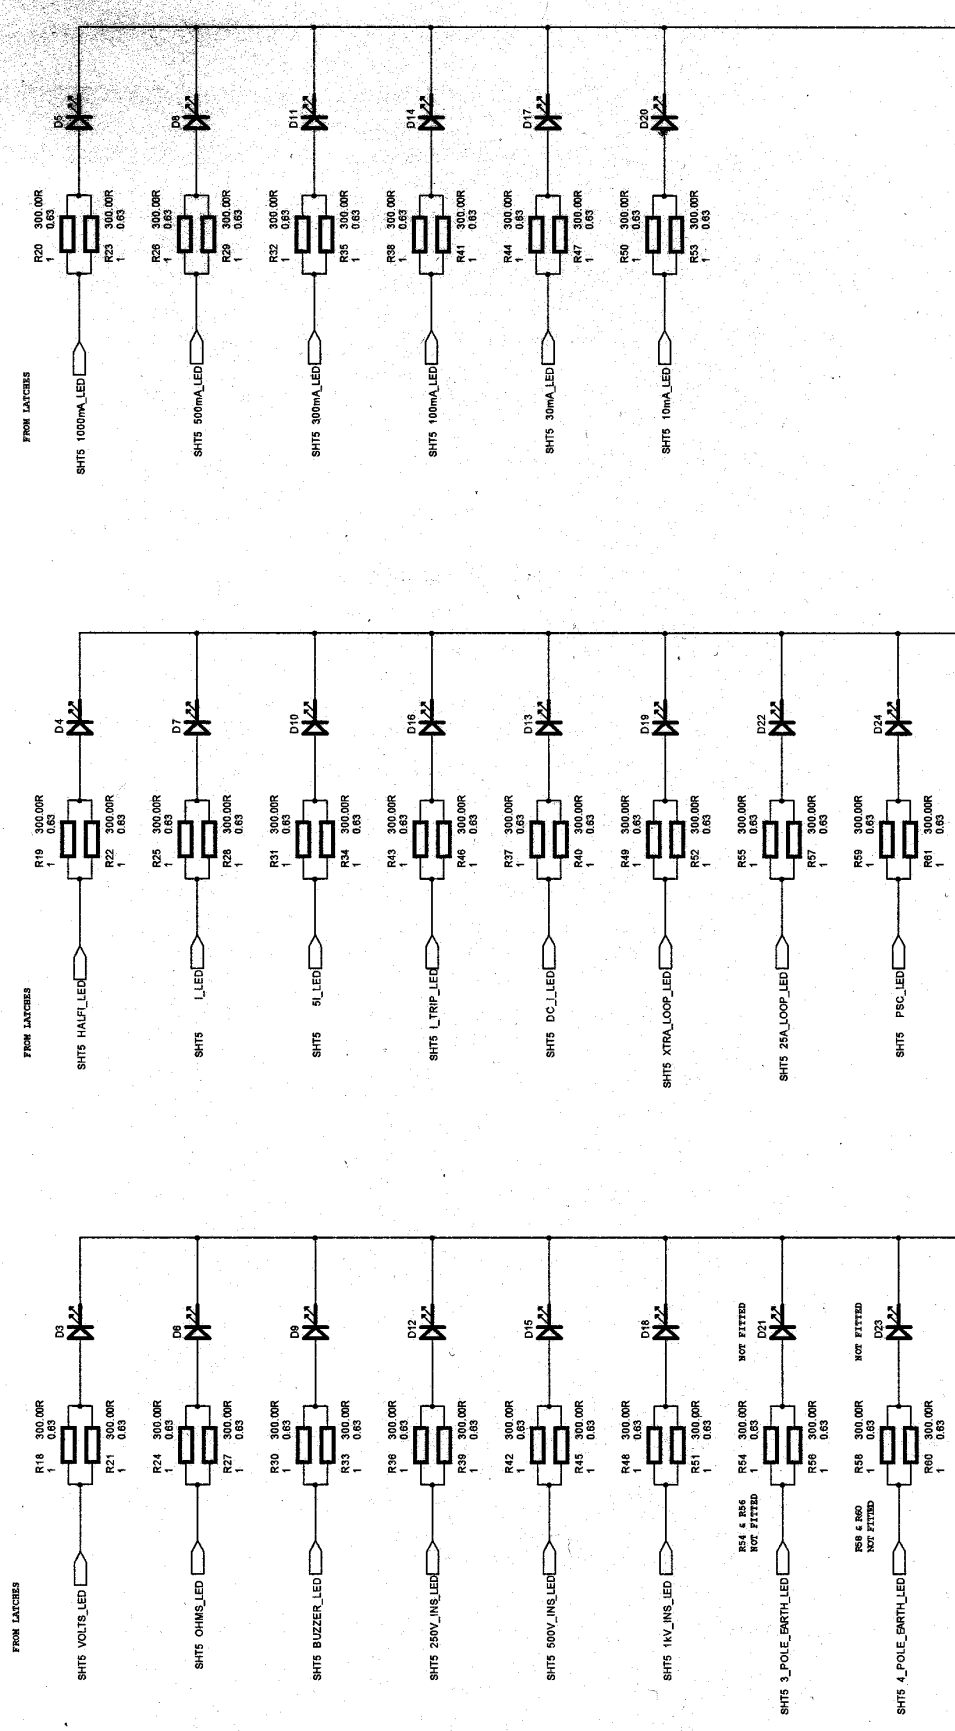 FROM LATCHES
SHT5 1000mA_LED
R20 300.00R
1 0.63
R23 300.00R
1 0.63
D5
SHT5 500mA_LED
R26 300.00R
1 0.63
R29 300.00R
1 0.63
D8
SHT5 300mA_LED
R32 300.00R
1 0.63
R35 300.00R
1 0.63
D11
SHT5 100mA_LED
R38 300.00R
1 0.63
R41 300.00R
1 0.63
D14
SHT5 30mA_LED
R44 300.00R
1 0.63
R47 300.00R
1 0.63
D17
SHT5 10mA_LED
R50 300.00R
1 0.63
R53 300.00R
1 0.63
D20
FROM LATCHES
SHT5 HALFI_LED
R19 300.00R
1 0.63
R22 300.00R
1 0.63
D4
SHT5 I_LED
R25 300.00R
1 0.63
R28 300.00R
1 0.63
D7
SHT5 5I_LED
R31 300.00R
1 0.63
R34 300.00R
1 0.63
D10
SHT5 I_TRIP_LED
R43 300.00R
1 0.63
R46 300.00R
1 0.63
D16
SHT5 DC_I_LED
R37 300.00R
1 0.63
R40 300.00R
1 0.63
D13
SHT5 XTRA_LOOP_LED
R49 300.00R
1 0.63
R52 300.00R
1 0.63
D19
SHT5 25A_LOOP_LED
R55 300.00R
1 0.63
R57 300.00R
1 0.63
D22
SHT5 PSC_LED
R59 300.00R
1 0.63
R61 300.00R
1 0.63
D24
FROM LATCHES
SHT5 VOLTS_LED
R18 300.00R
1 0.63
R21 300.00R
1 0.63
D3
SHT5 OHMS_LED
R24 300.00R
1 0.63
R27 300.00R
1 0.63
D6
SHT5 BUZZER_LED
R30 300.00R
1 0.63
R33 300.00R
1 0.63
D9
SHT5 250V_INS_LED
R36 300.00R
1 0.63
R39 300.00R
1 0.63
D12
SHT5 500V_INS_LED
R42 300.00R
1 0.63
R45 300.00R
1 0.63
D15
SHT5 1kV_INS_LED
R48 300.00R
1 0.63
R51 300.00R
1 0.63
D18
SHT5 3_POLE_EARTH_LED
R54 & R56
NOT FITTED
R54 300.00R
1 0.63
R56 300.00R
1 0.63
NOT FITTED
D21
SHT5 4_POLE_EARTH_LED
R58 & R60
NOT FITTED
R58 300.00R
1 0.63
R60 300.00R
1 0.63
NOT FITTED
D23